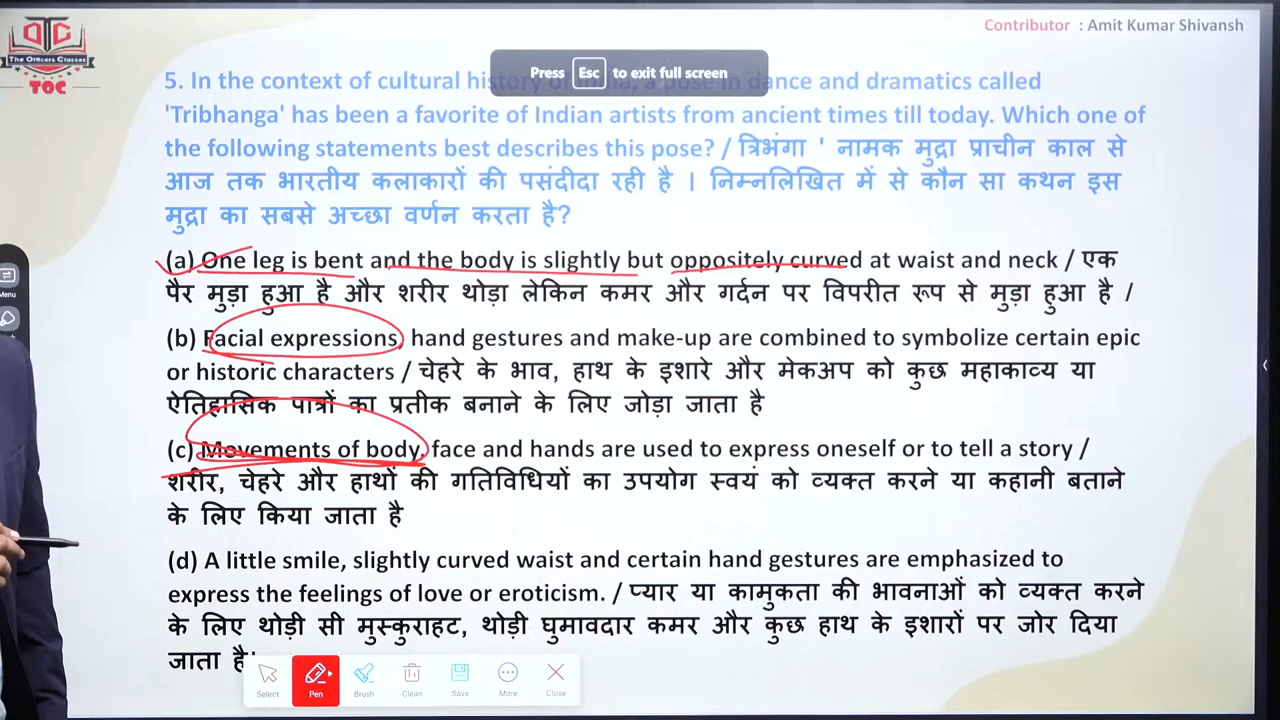 OTC
The Officers Classes
TOC
Contributor : Amit Kumar Shivansh
Press Esc to exit full screen
5. In the context of cultural history a pose in dance and dramatics called
'Tribhanga' has been a favorite of Indian artists from ancient times till today. Which one of
the following statements best describes this pose? / त्रिभंगा ' नामक मुद्रा प्राचीन काल से
आज तक भारतीय कलाकारों की पसंदीदा रही है । निम्नलिखित में से कौन सा कथन इस
मुद्रा का सबसे अच्छा वर्णन करता है?
(a) One leg is bent and the body is slightly but oppositely curved at waist and neck / एक
पैर मुड़ा हुआ है और शरीर थोड़ा लेकिन कमर और गर्दन पर विपरीत रूप से मुड़ा हुआ है /
(b) Facial expressions, hand gestures and make-up are combined to symbolize certain epic
or historic characters / चेहरे के भाव, हाथ के इशारे और मेकअप को कुछ महाकाव्य या
ऐतिहासिक पात्रों का प्रतीक बनाने के लिए जोड़ा जाता है
(c) Movements of body, face and hands are used to express oneself or to tell a story /
शरीर, चेहरे और हाथों की गतिविधियों का उपयोग स्वयं को व्यक्त करने या कहानी बताने
के लिए किया जाता है
(d) A little smile, slightly curved waist and certain hand gestures are emphasized to
express the feelings of love or eroticism. / प्यार या कामुकता की भावनाओं को व्यक्त करने
के लिए थोड़ी सी मुस्कुराहट, थोड़ी घुमावदार कमर और कुछ हाथ के इशारों पर जोर दिया
जाता है
Menu
Select Pen Brush Clean Save More Close